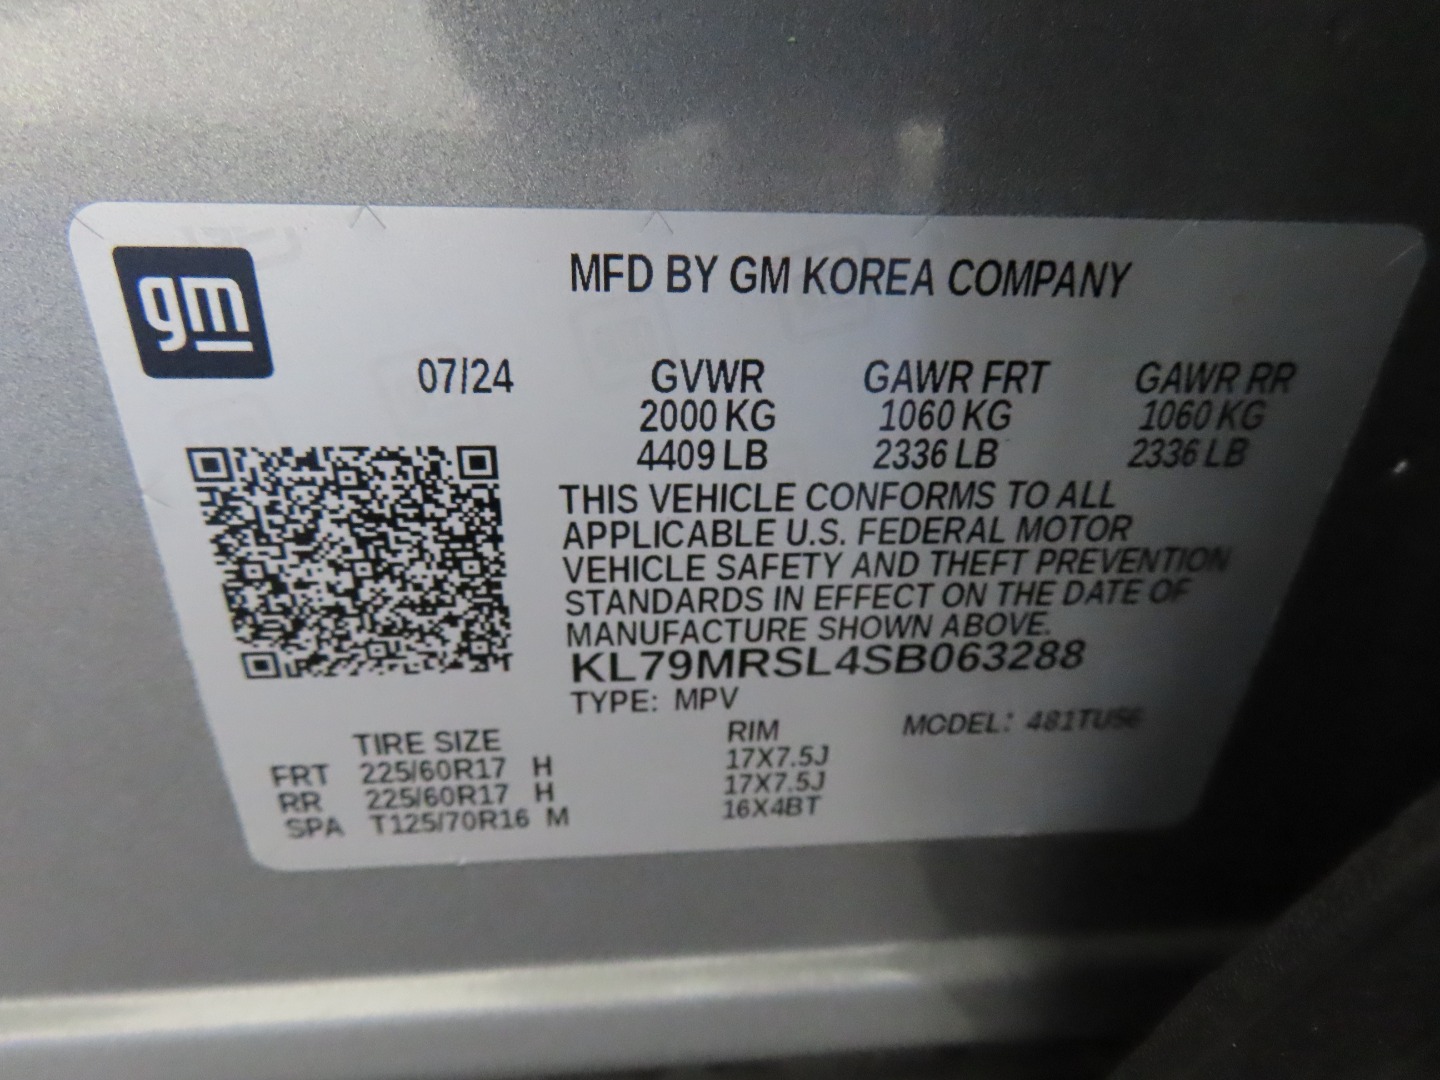 gm
MFD BY GM KOREA COMPANY
07/24 GVWR GAWR FRT GAWR RR
2000 KG 1060 KG 1060 KG
4409 LB 2336 LB 2336 LB
THIS VEHICLE CONFORMS TO ALL
APPLICABLE U.S. FEDERAL MOTOR
VEHICLE SAFETY AND THEFT PREVENTION
STANDARDS IN EFFECT ON THE DATE OF
MANUFACTURE SHOWN ABOVE.
KL79MRSL4SB063288
TYPE: MPV MODEL:
TIRE SIZE RIM
FRT 225/60R17 H 17X7.5J
RR 225/60R17 H 17X7.5J
SPA T125/70R16 M 16X4BT